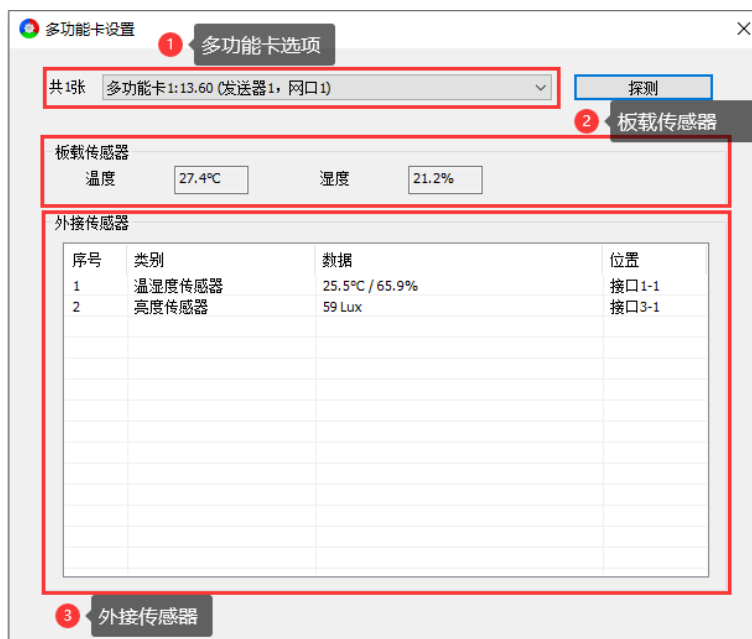 多功能卡设置
1 多功能卡选项
共1张 多功能卡1:13.60 (发送器1，网口1) 探测
2 板载传感器
板载传感器
温度 27.4℃ 湿度 21.2%
外接传感器
序号 类别 数据 位置
1 温湿度传感器 25.5℃ / 65.9% 接口1-1
2 亮度传感器 59 Lux 接口3-1
3 外接传感器